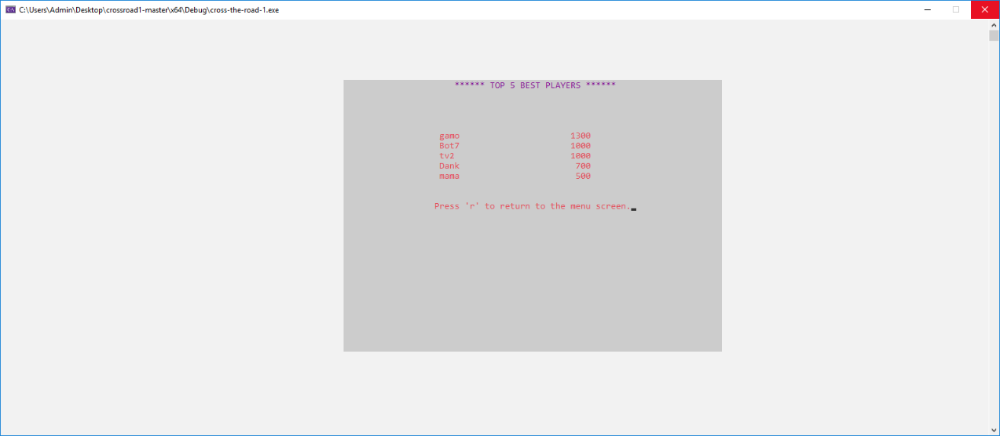 C:\Users\Admin\Desktop\crossroad1-master\x64\Debug\cross-the-road-1.exe
****** TOP 5 BEST PLAYERS ******
gamo 1300
Bot7 1000
tv2 1000
Dank 700
mama 500
Press 'r' to return to the menu screen.